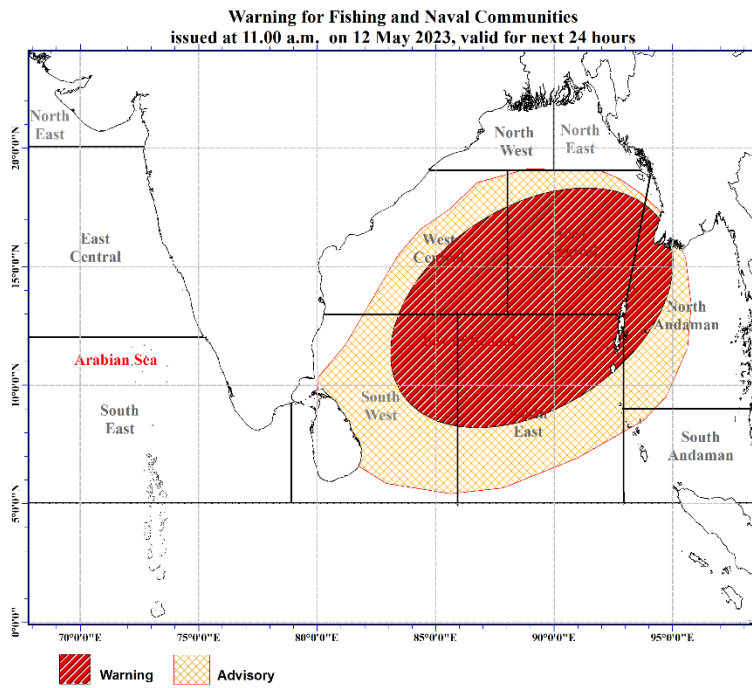 Warning for Fishing and Naval Communities
issued at 11.00 a.m. on 12 May 2023, valid for next 24 hours
North
East
North
West
North
East
20°0'0"N
East
Central
West
Central
15°0'0"N
North
Andaman
Arabian Sea
10°0'0"N
South
East
South
West
East
South
Andaman
5°0'0"N
0°0'0"
70°0'0"E
75°0'0"E
80°0'0"E
85°0'0"E
90°0'0"E
95°0'0"E
Warning
Advisory